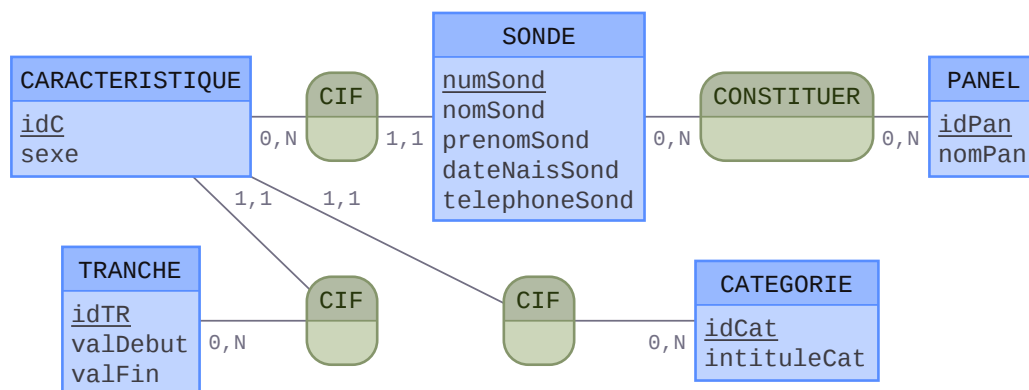 CARACTERISTIQUE
idC
sexe
0,N
CIF
1,1
SONDE
numSond
nomSond
prenomSond
dateNaisSond
telephoneSond
0,N
CONSTITUER
0,N
PANEL
idPan
nomPan
1,1
1,1
TRANCHE
idTR
valDebut
valFin
0,N
CIF
CIF
0,N
CATEGORIE
idCat
intituleCat